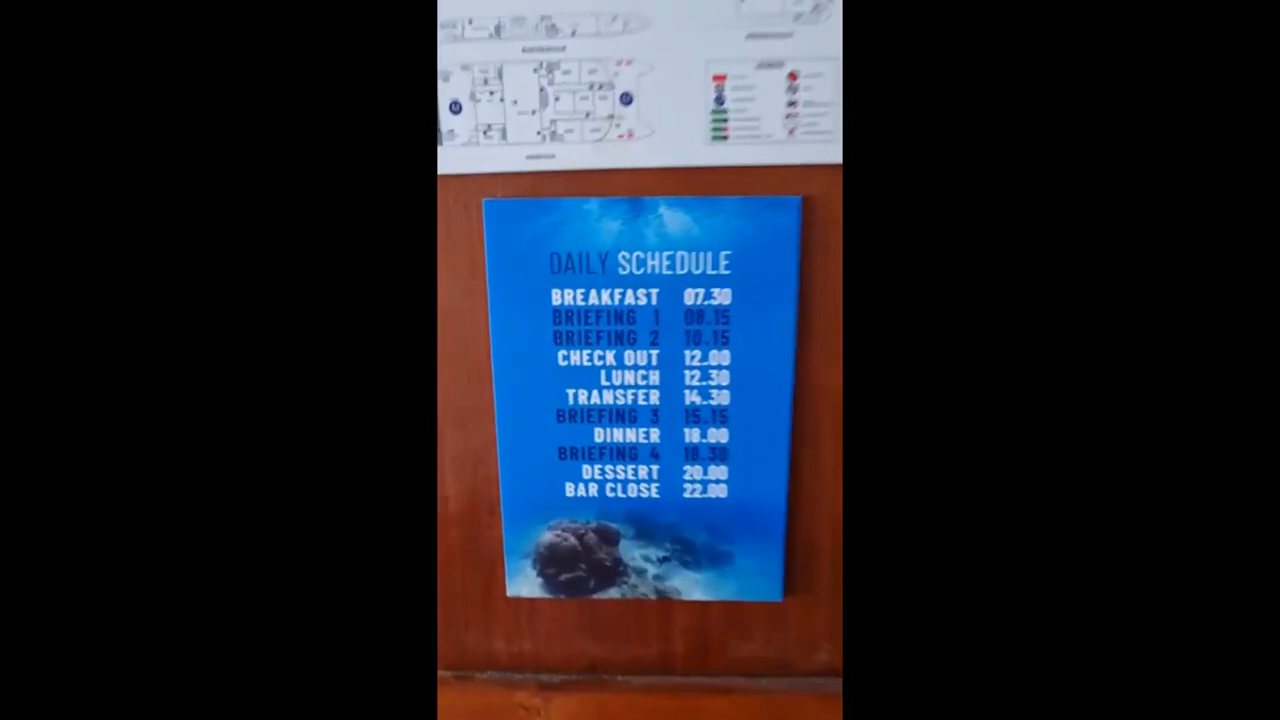 DAILY SCHEDULE
BREAKFAST 07.30
BRIEFING 1 08.15
BRIEFING 2 10.15
CHECK OUT 12.00
LUNCH 12.30
TRANSFER 14.30
BRIEFING 3 15.15
DINNER 18.00
BRIEFING 4 18.30
DESSERT 20.00
BAR CLOSE 22.00